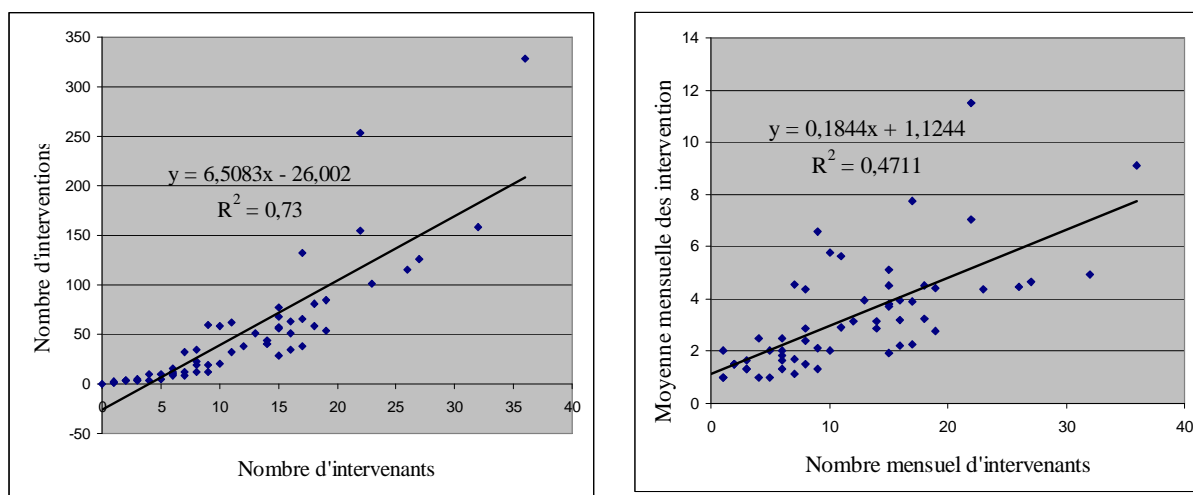 350
300
250
200
150
100
50
0
-50
Nombre d'interventions
y = 6,5083x - 26,002
R² = 0,73
0 5 10 15 20 25 30 35 40
Nombre d'intervenants
14
12
10
8
6
4
2
0
Moyenne mensuelle des intervention
y = 0,1844x + 1,1244
R² = 0,4711
0 10 20 30 40
Nombre mensuel d'intervenants